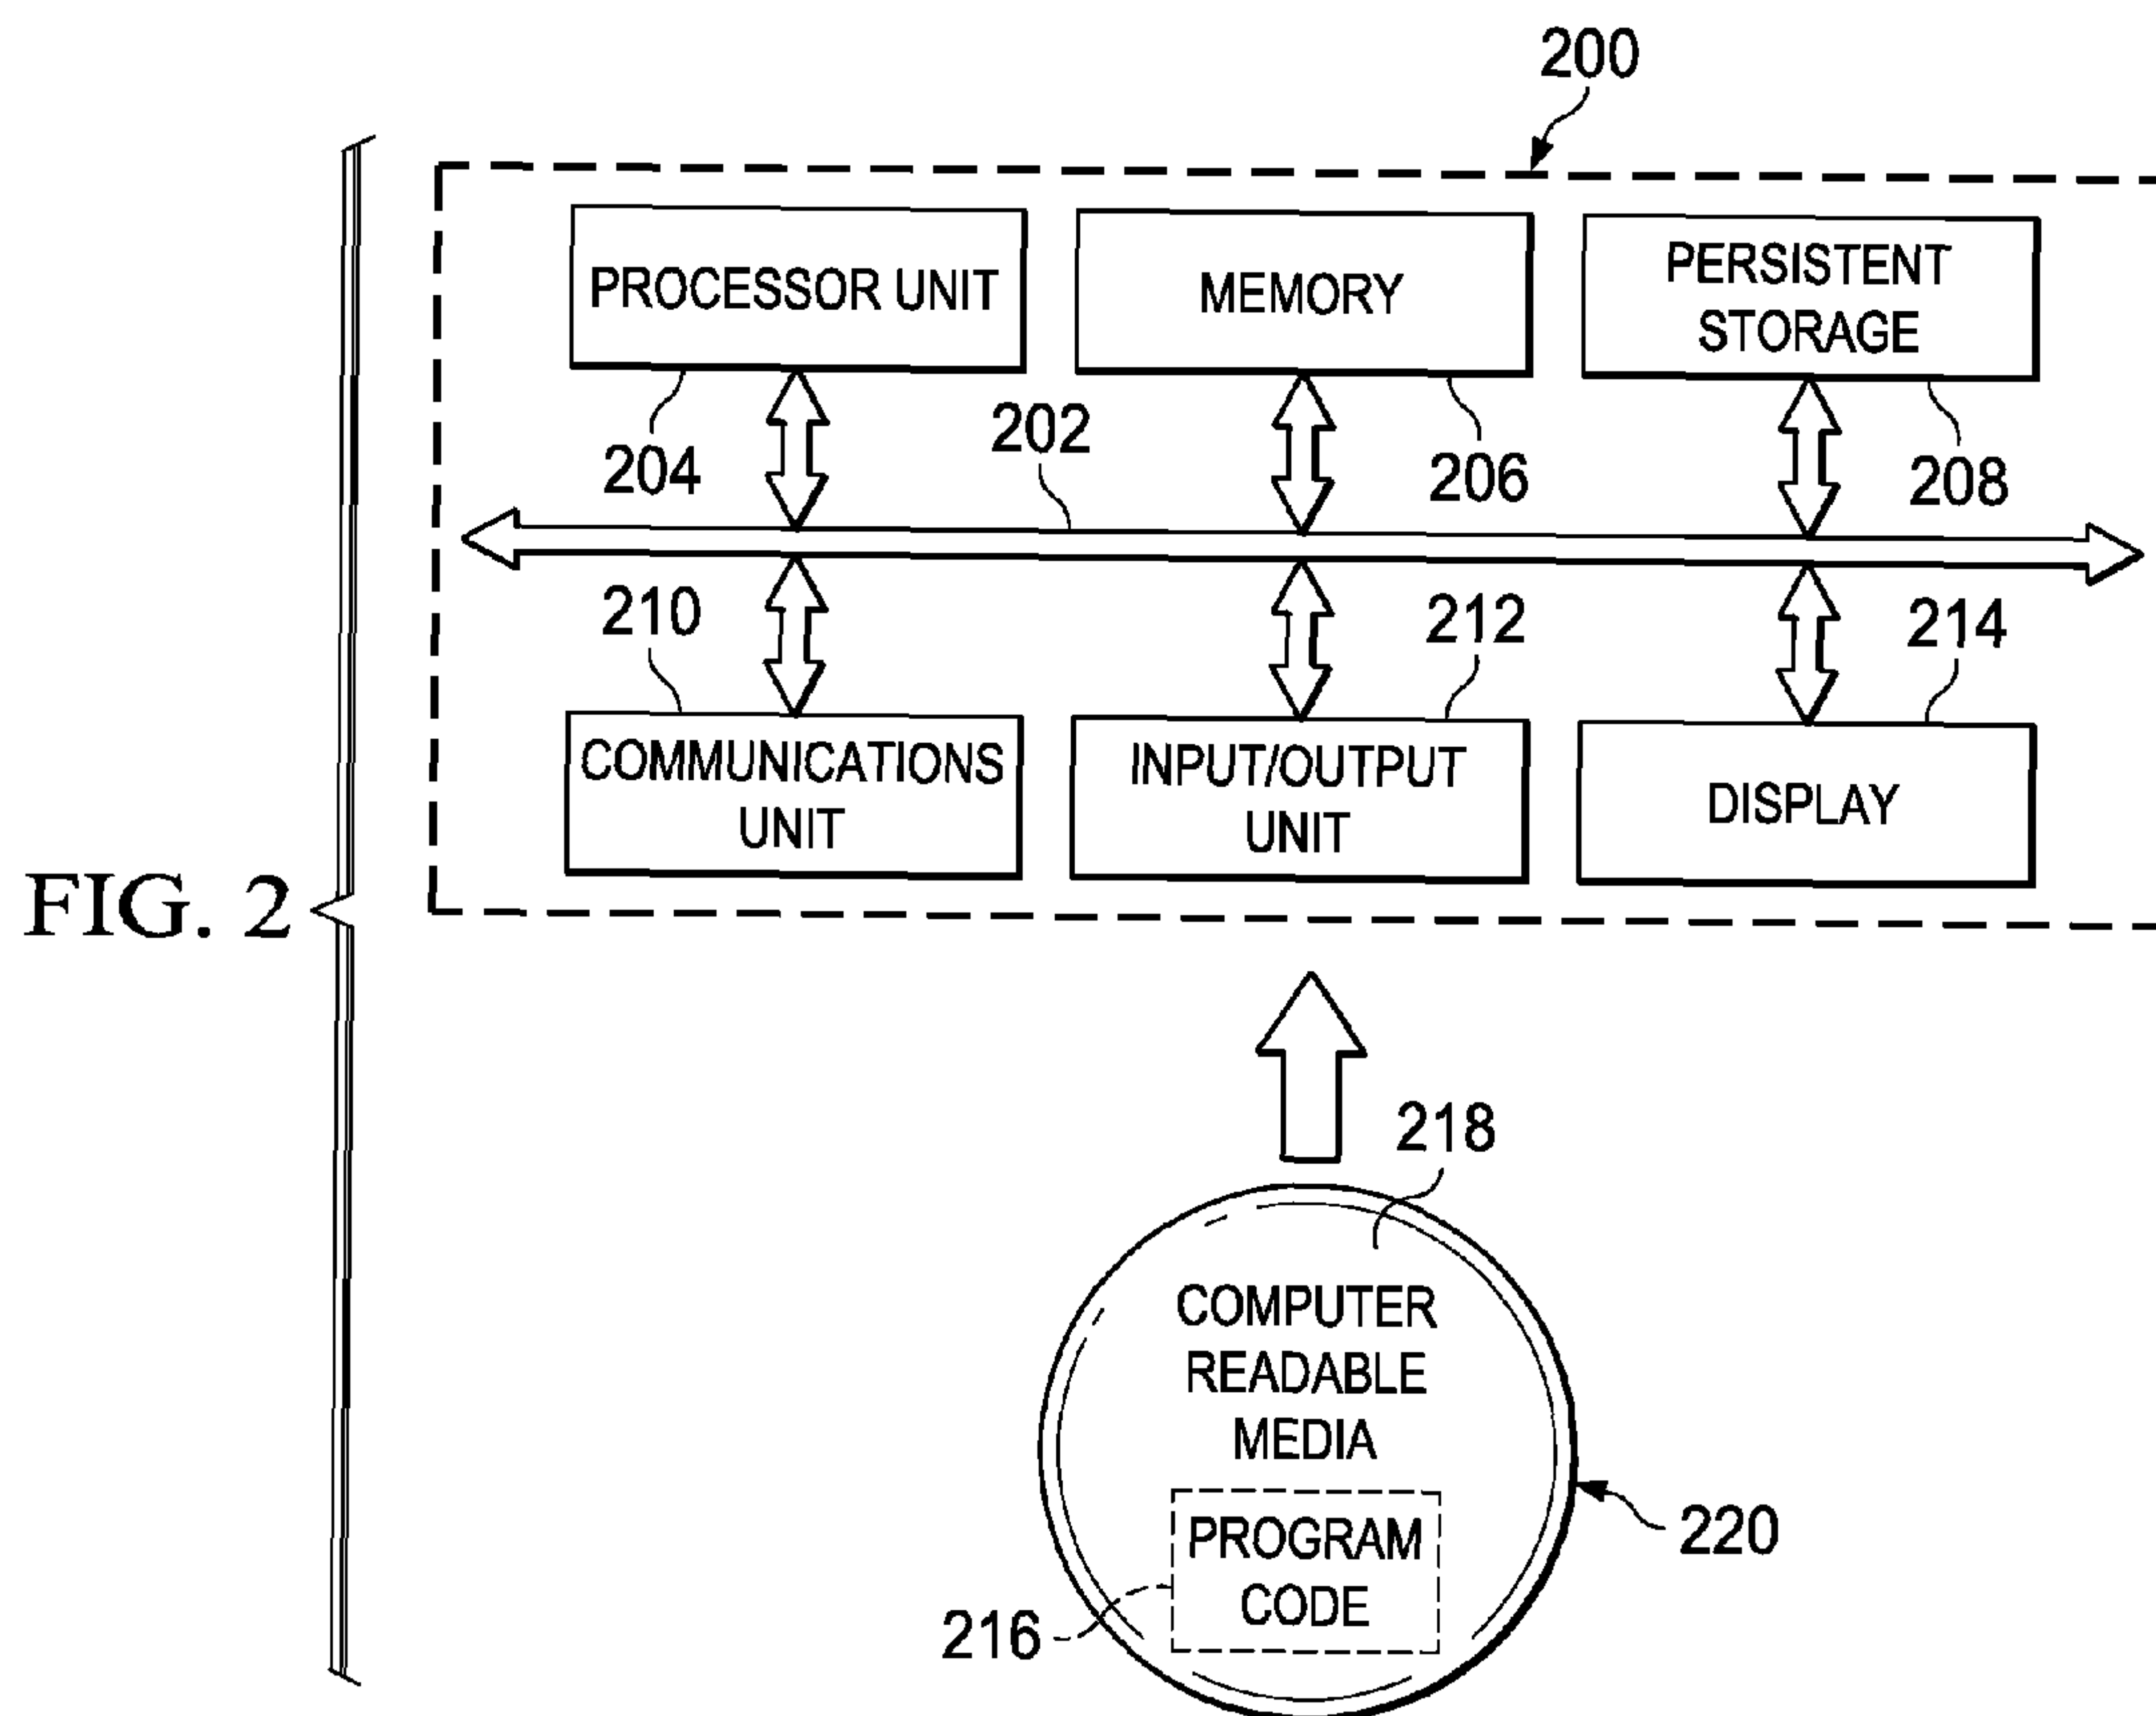 200
PROCESSOR UNIT
MEMORY
PERSISTENT
STORAGE
204
202
206
208
210
212
214
COMMUNICATIONS
UNIT
INPUT/OUTPUT
UNIT
DISPLAY
FIG. 2
218
COMPUTER
READABLE
MEDIA
PROGRAM
CODE
216
220